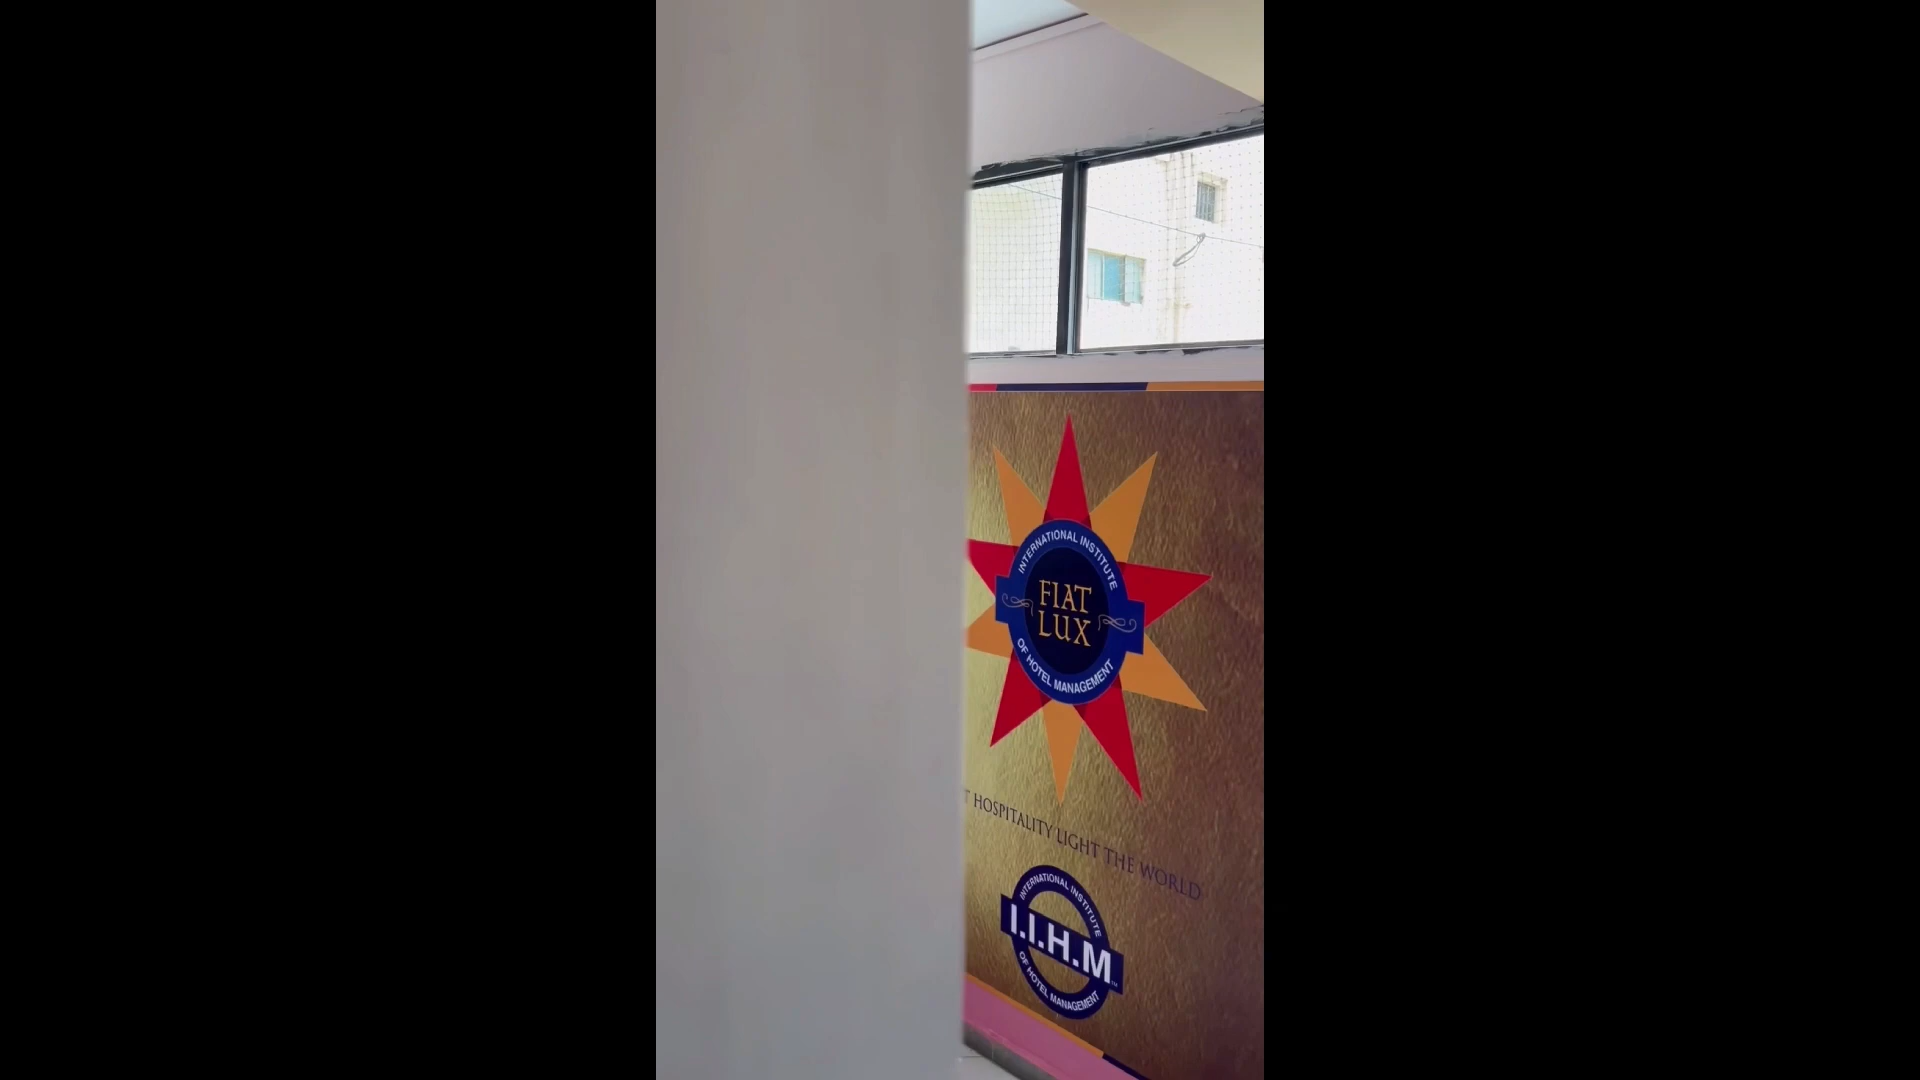 INTERNATIONAL INSTITUTE
FIAT
LUX
OF HOTEL MANAGEMENT
HOSPITALITY LIGHT THE WORLD
INTERNATIONAL INSTITUTE
I.I.H.M
OF HOTEL MANAGEMENT